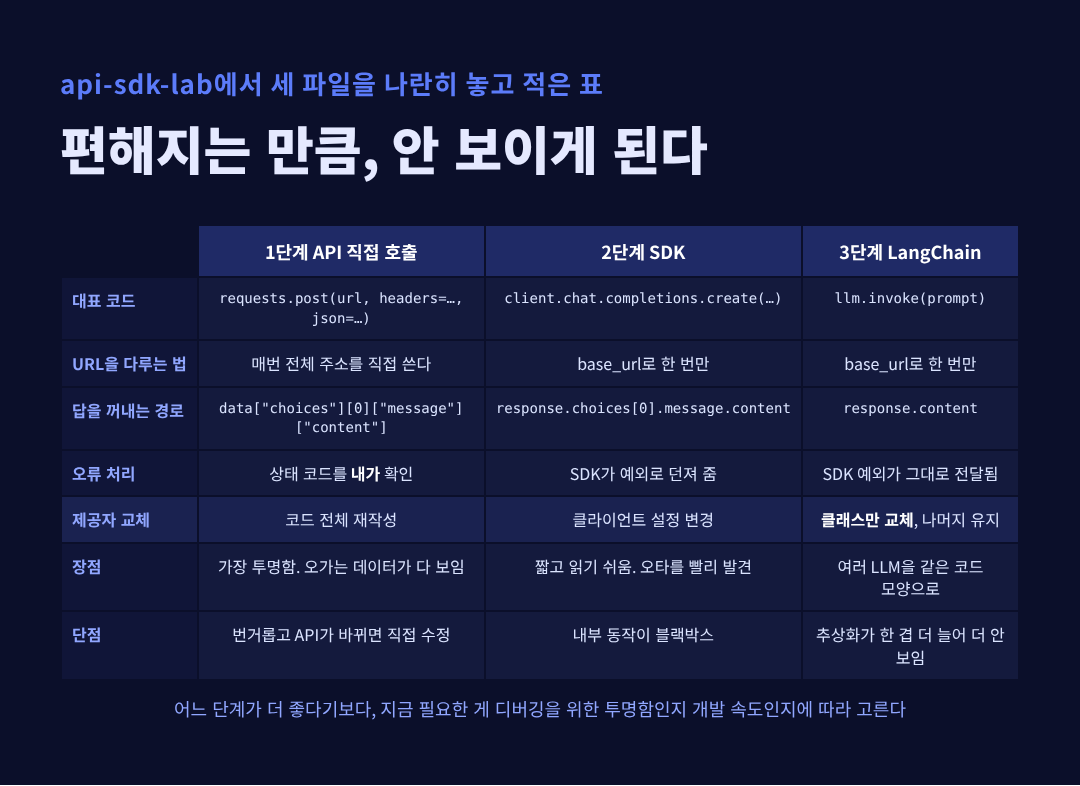 api-sdk-lab에서 세 파일을 나란히 놓고 적은 표
편해지는 만큼, 안 보이게 된다
1단계 API 직접 호출
2단계 SDK
3단계 LangChain
대표 코드
requests.post(url, headers=…,
json=…)
client.chat.completions.create(…)
llm.invoke(prompt)
URL을 다루는 법
매번 전체 주소를 직접 쓴다
base_url로 한 번만
base_url로 한 번만
답을 꺼내는 경로
data["choices"][0]["message"]
["content"]
response.choices[0].message.content
response.content
오류 처리
상태 코드를 내가 확인
SDK가 예외로 던져 줌
SDK 예외가 그대로 전달됨
제공자 교체
코드 전체 재작성
클라이언트 설정 변경
클래스만 교체, 나머지 유지
장점
가장 투명함. 오가는 데이터가 다 보임
짧고 읽기 쉬움. 오타를 빨리 발견
여러 LLM을 같은 코드
모양으로
단점
번거롭고 API가 바뀌면 직접 수정
내부 동작이 블랙박스
추상화가 한 겹 더 늘어 더 안
보임
어느 단계가 더 좋다기보다, 지금 필요한 게 디버깅을 위한 투명함인지 개발 속도인지에 따라 고른다